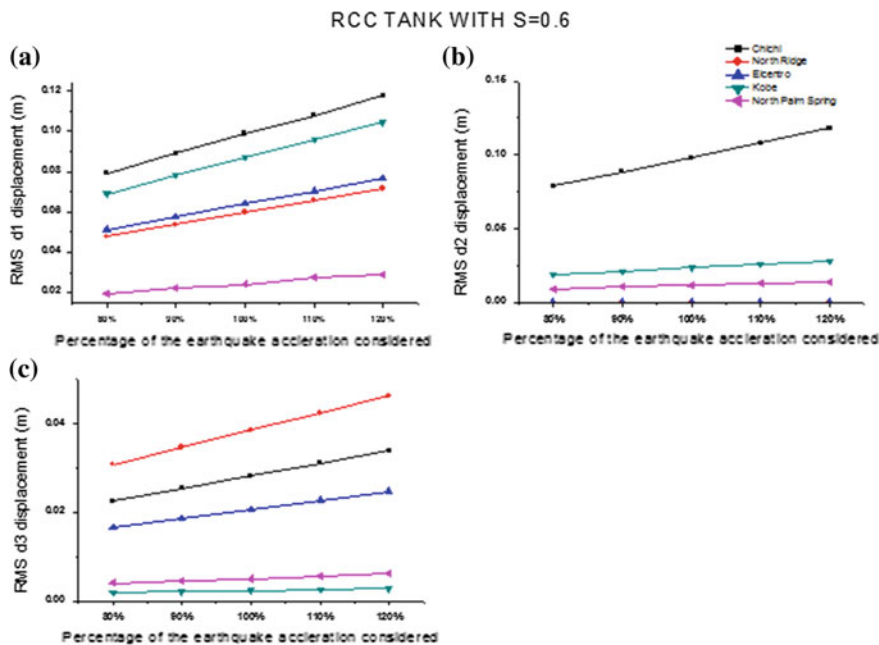 RCC TANK WITH S=0.6
(a)
RMS d1 displacement (m)
0.12
0.10
0.08
0.06
0.04
0.02
80%
90%
100%
110%
120%
Percentage of the earthquake accleration considered
(b)
Chichi
North Ridge
Elcertro
Kobe
North Palm Spring
RMS d2 displacement (m)
0.15
0.10
0.05
0.00
80%
90%
100%
110%
120%
Percentage of the earthquake accleration considered
(c)
RMS d3 displacement (m)
0.04
0.02
0.00
80%
90%
100%
110%
120%
Percentage of the earthquake accleration considered